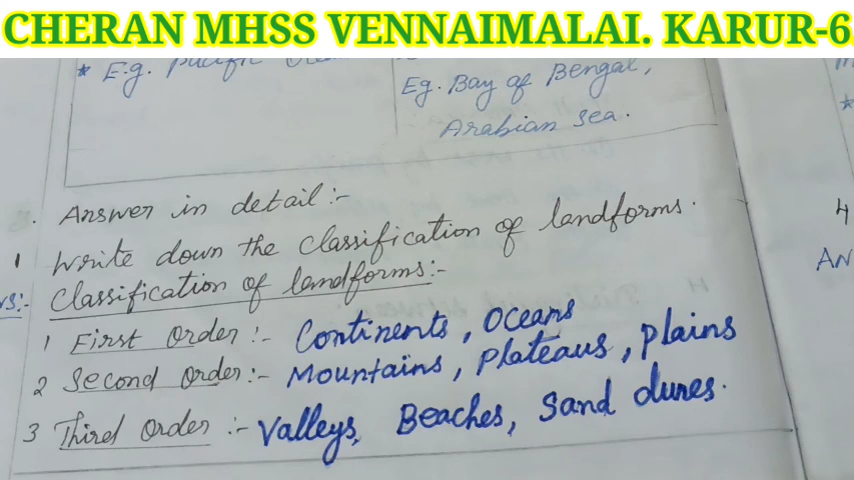 CHERAN MHSS VENNAIMALAI. KARUR-6
* E.g. Pacific
Eg. Bay of Bengal,
Arabian Sea.
. Answer in detail:-
1 Write down the classification of landforms.
Classification of landforms:-
1 First Order:- Continents, Oceans
2 Second Order:- Mountains, Plateaus, Plains
3 Third Order:- Valleys, Beaches, Sand dunes.
4